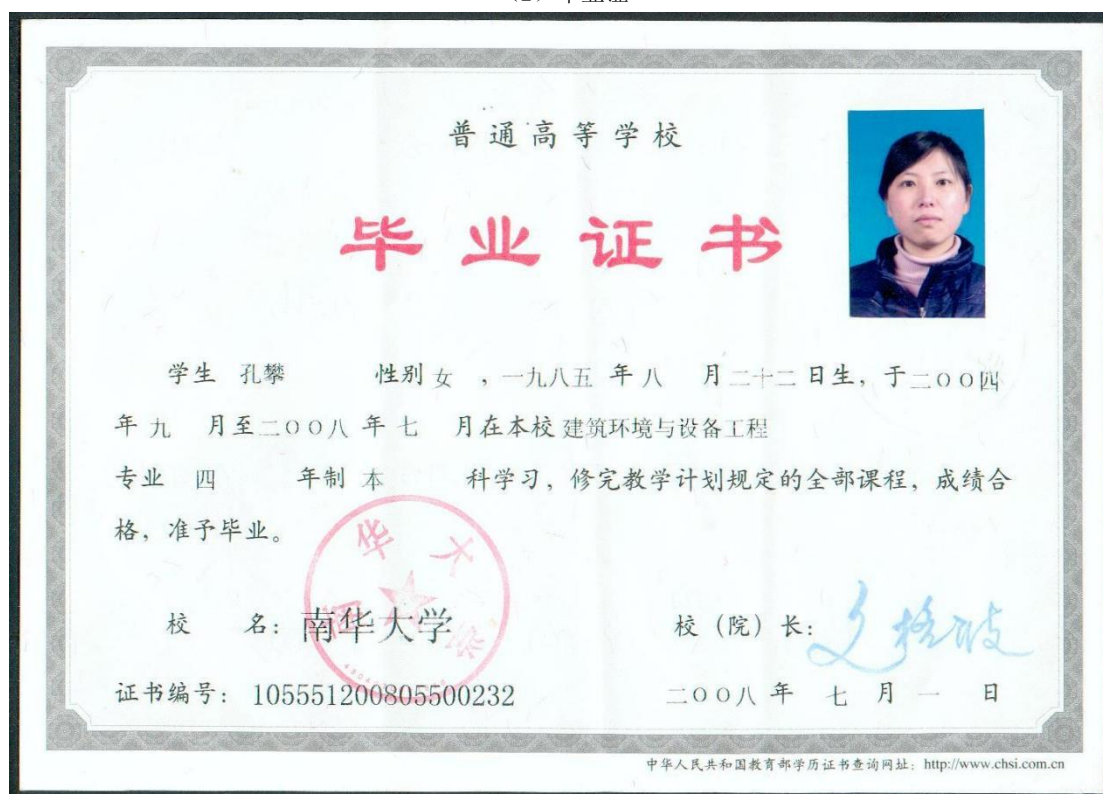 普通高等学校
毕业证书
学生 孔攀 性别 女 ，一九八五 年 八 月 二十二 日生，于二00四
年 九 月至二00八 年 七 月在本校 建筑环境与设备工程
专业 四 年制 本 科学习，修完教学计划规定的全部课程，成绩合
格，准予毕业。
校 名：南华大学
校（院）长：
证书编号：105551200805500232
二00八 年 七 月 一 日
中华人民共和国教育部学历证书查询网址：http://www.chsi.com.cn